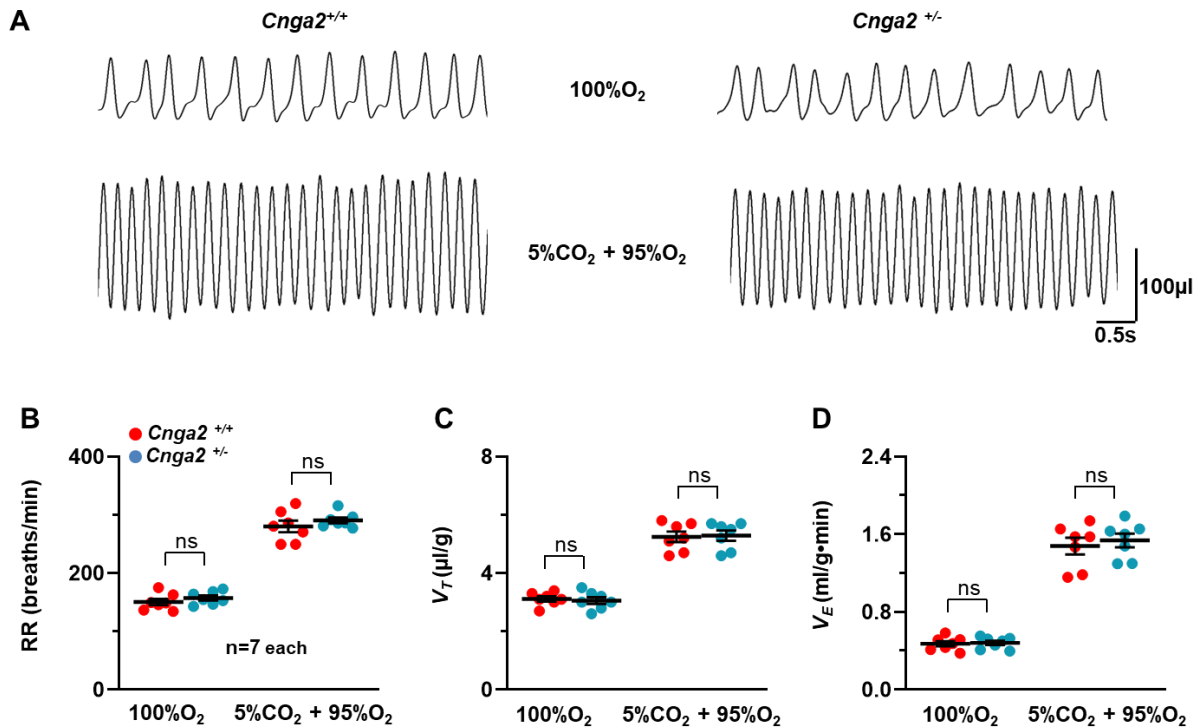 A
Cnga2+/+
Cnga2 +/-
100%O2
5%CO2 + 95%O2
100µl
0.5s
B
Cnga2 +/+
Cnga2 +/-
RR (breaths/min)
400
200
0
ns
ns
n=7 each
100%O2
5%CO2 + 95%O2
C
VT (µl/g)
8
4
0
ns
ns
100%O2
5%CO2 + 95%O2
D
VE (ml/g•min)
2.4
1.6
0.8
0.0
ns
ns
100%O2
5%CO2 + 95%O2